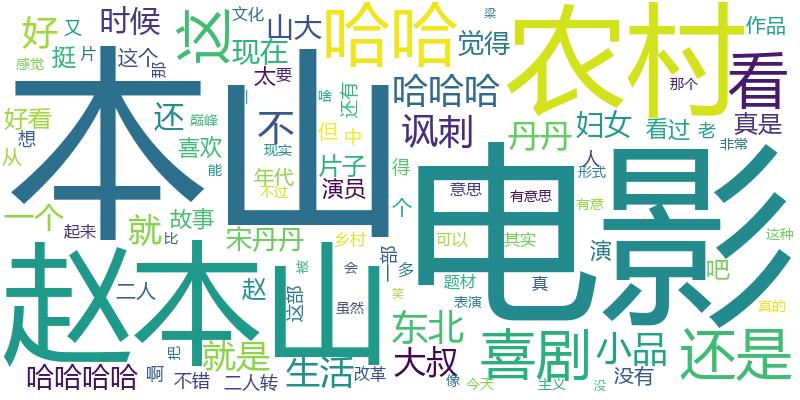 好
又
片
时候
山大
哈哈
文化
梁
农村
作品
感觉
挺
这个
那
这
现在
太
要
觉得
看
好看
想
从
还
巅峰
喜欢
能
本山
不
现实
年代
不过
啥
但
还有
中
片子
演员
哈哈哈
讽刺
得
个
丹丹
妇女
看过
老
那个
真是
非常
人
形式
意思
有意思
有意
一个
起来
就
比
故事
宋丹丹
乡村
一部
电影
可以
其实
演
这种
赵本山
二人
赵
这部
会
虽然
多
笑
题材
表演
真
吧
真的
哈哈哈哈
啊
把
不错
就是
二人转
生活
改革
东北
大叔
像
今天
喜剧
主义
没
小品
没有
还是